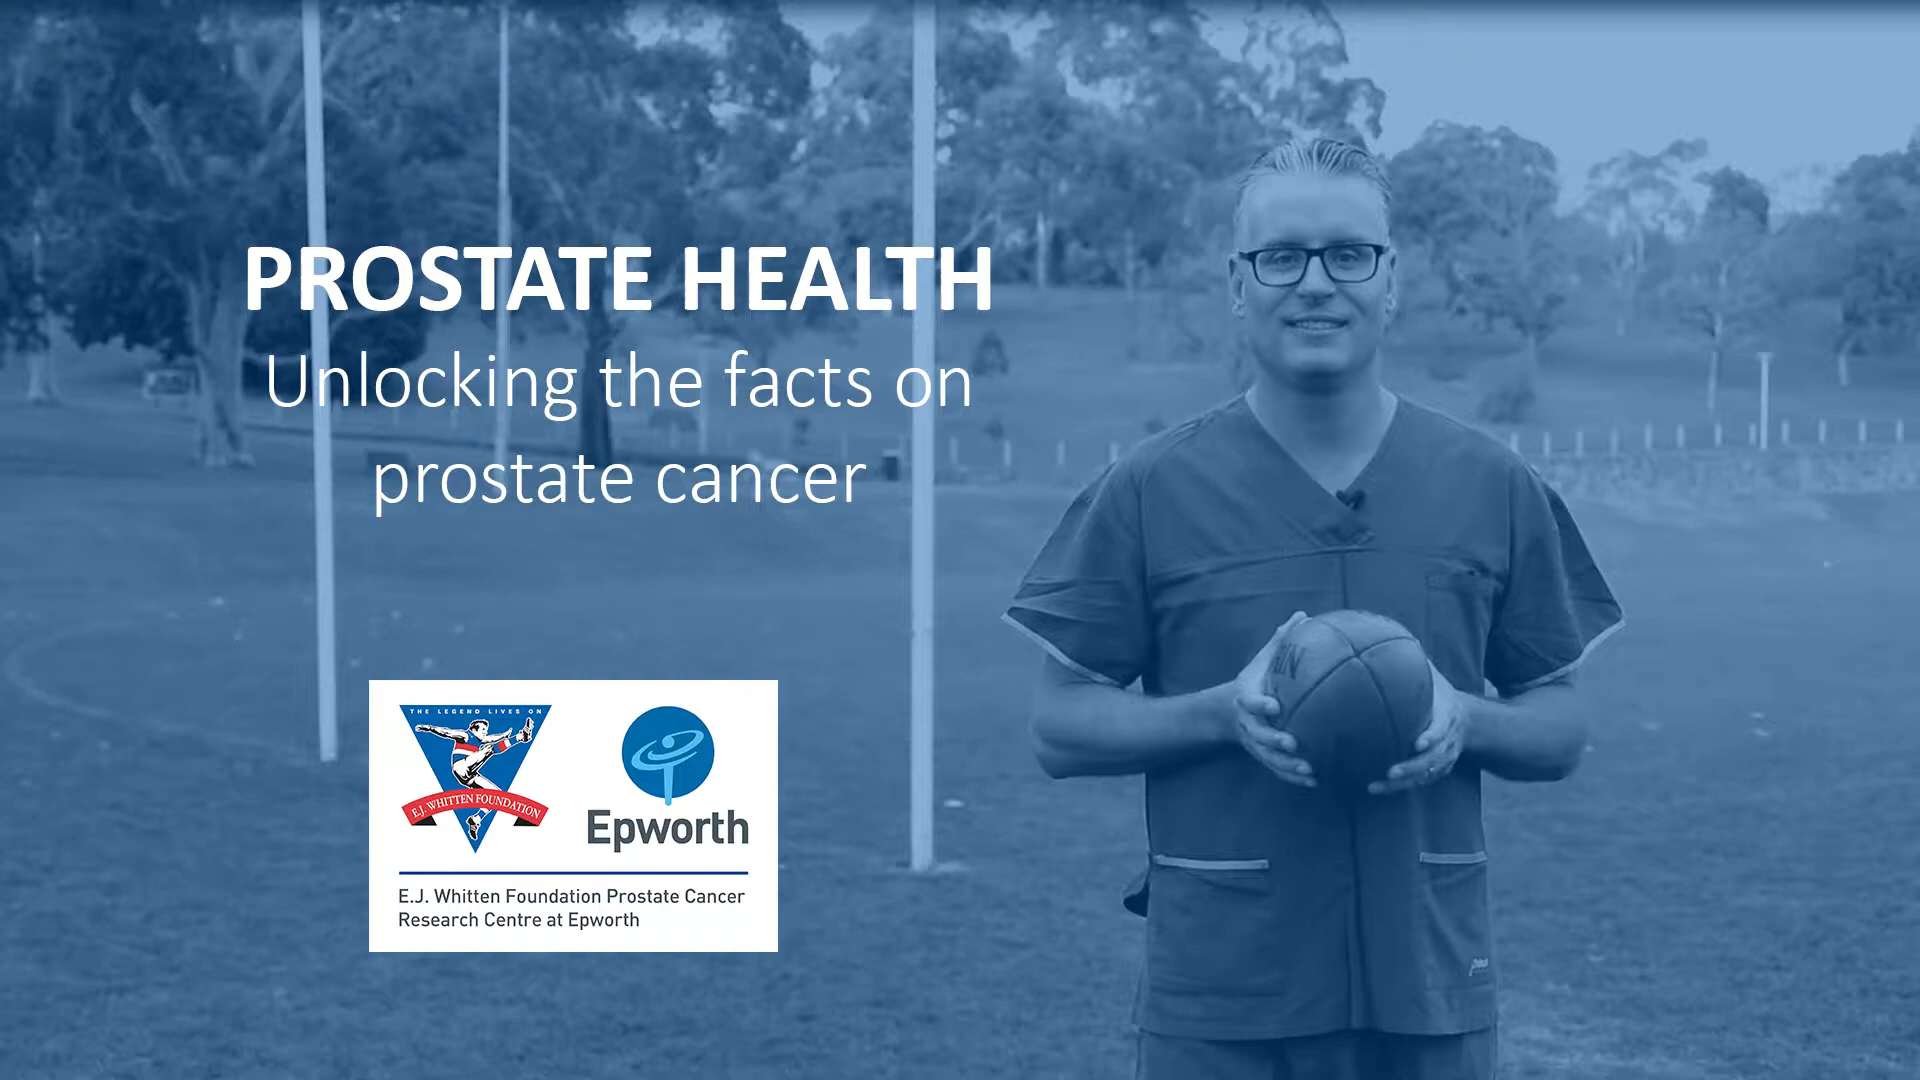 PROSTATE HEALTH
Unlocking the facts on
prostate cancer
THE LEGEND LIVES ON
E.J. WHITTEN FOUNDATION
Epworth
E.J. Whitten Foundation Prostate Cancer
Research Centre at Epworth